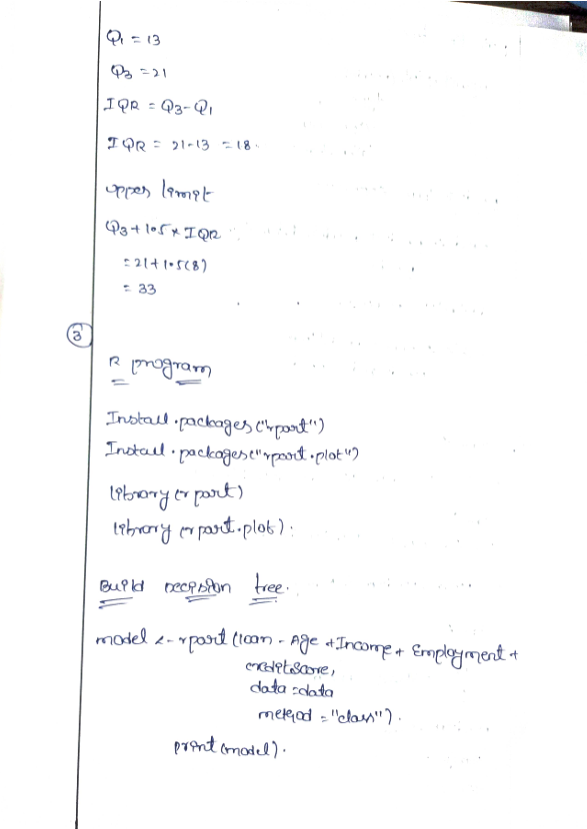 Q1 = 13
Q3 = 21
IQR = Q3-Q1
IQR = 21-13 = 18.
upper limit
Q3 + 1.5 x IQR
= 21 + 1.5(8)
= 33
3
R program
Install.packages("rpart")
Install.packages("rpart.plot")
library(rpart)
library(rpart.plot).
Build Decision tree.
model <- rpart(loan ~ Age + Income + Employment +
creditscore,
data = data
method = "class").
print(model).